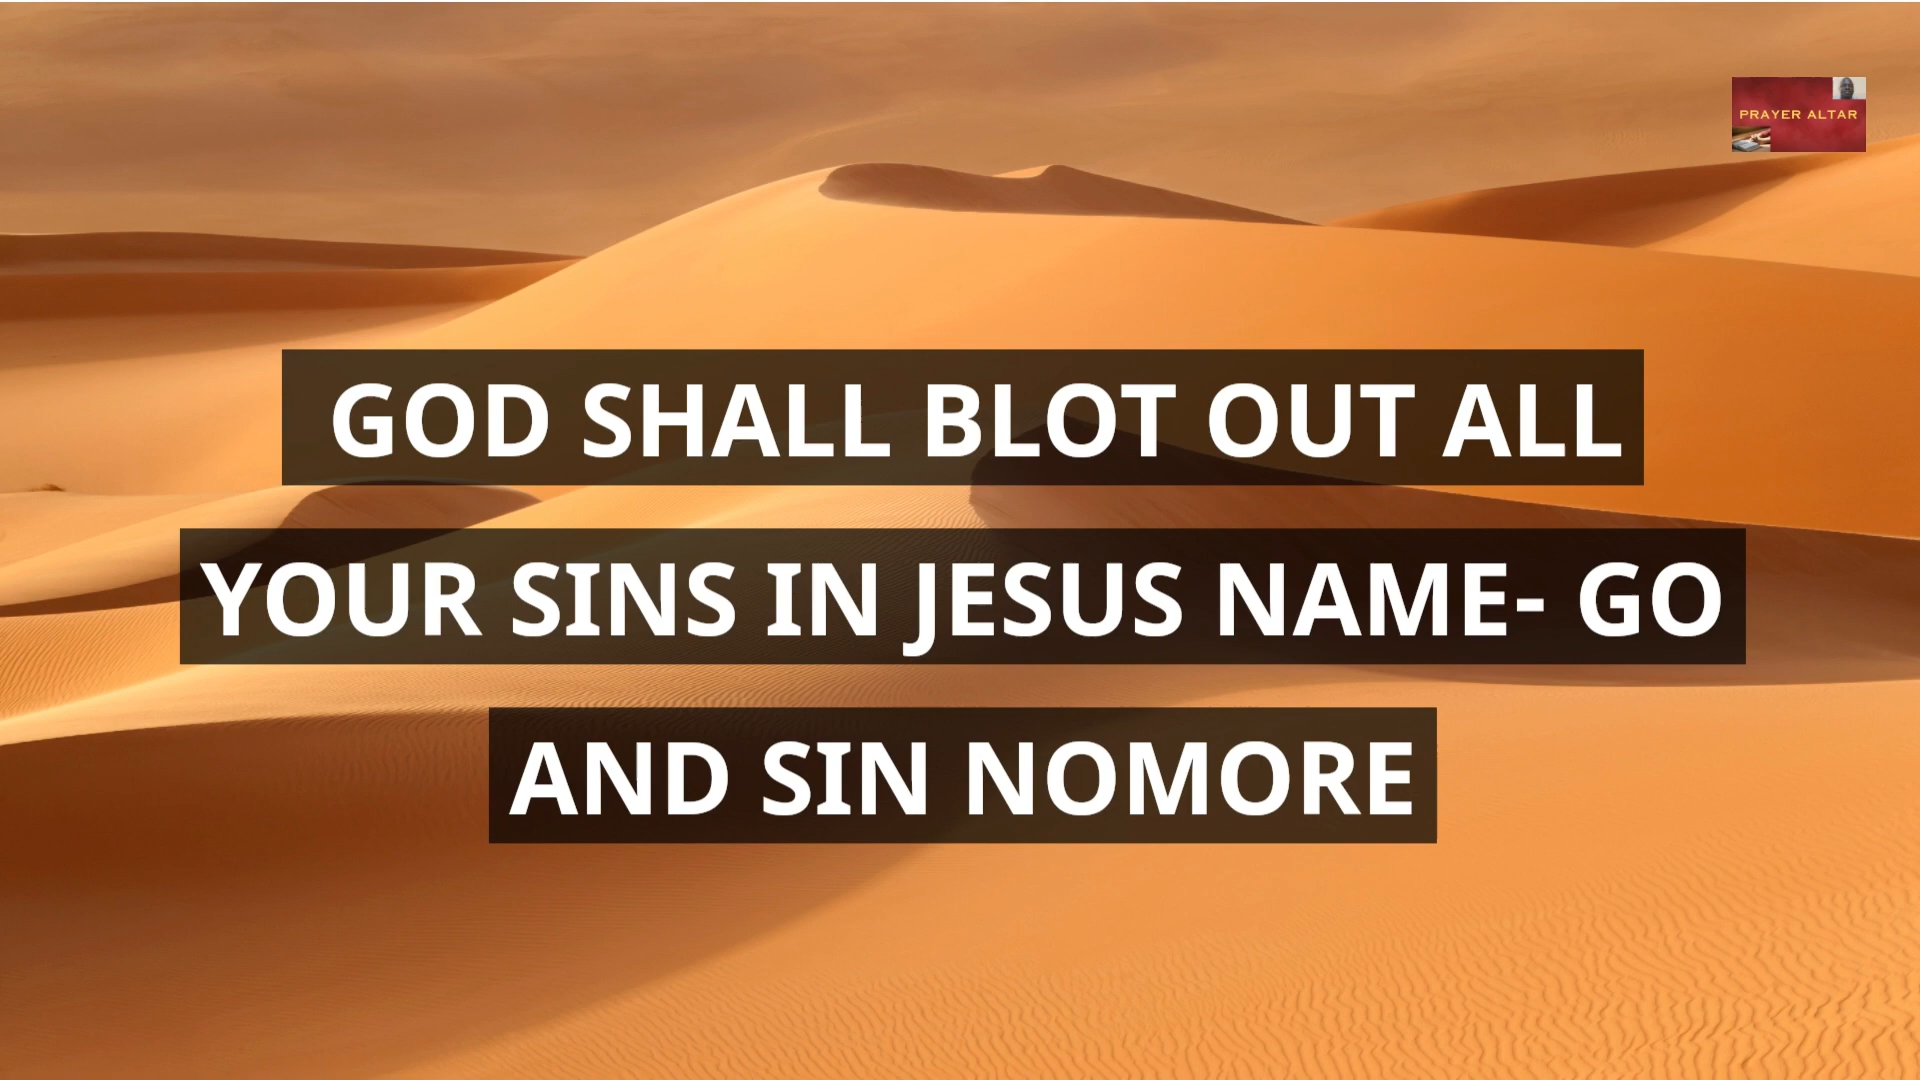 PRAYER ALTAR
GOD SHALL BLOT OUT ALL
YOUR SINS IN JESUS NAME- GO
AND SIN NOMORE